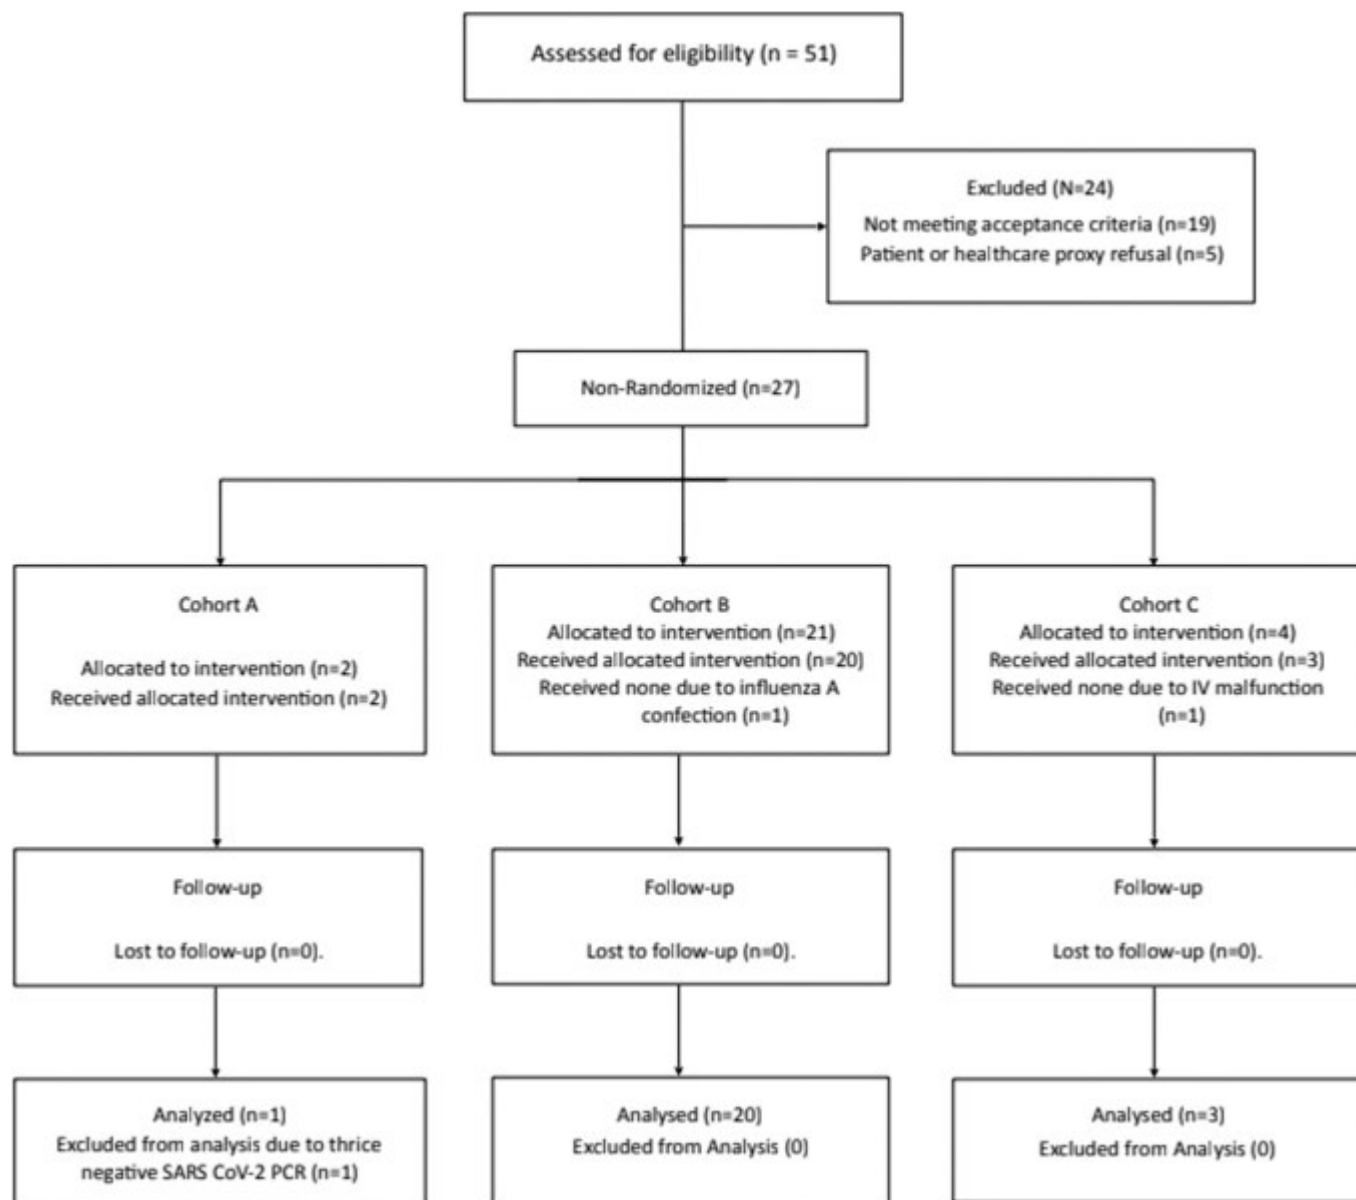 Assessed for eligibility (n = 51)
Excluded (N=24)
Not meeting acceptance criteria (n=19)
Patient or healthcare proxy refusal (n=5)
Non-Randomized (n=27)
Cohort A
Allocated to intervention (n=2)
Received allocated intervention (n=2)
Cohort B
Allocated to intervention (n=21)
Received allocated intervention (n=20)
Received none due to influenza A
confection (n=1)
Cohort C
Allocated to intervention (n=4)
Received allocated intervention (n=3)
Received none due to IV malfunction
(n=1)
Follow-up
Lost to follow-up (n=0).
Follow-up
Lost to follow-up (n=0).
Follow-up
Lost to follow-up (n=0).
Analyzed (n=1)
Excluded from analysis due to thrice
negative SARS CoV-2 PCR (n=1)
Analysed (n=20)
Excluded from Analysis (0)
Analysed (n=3)
Excluded from Analysis (0)